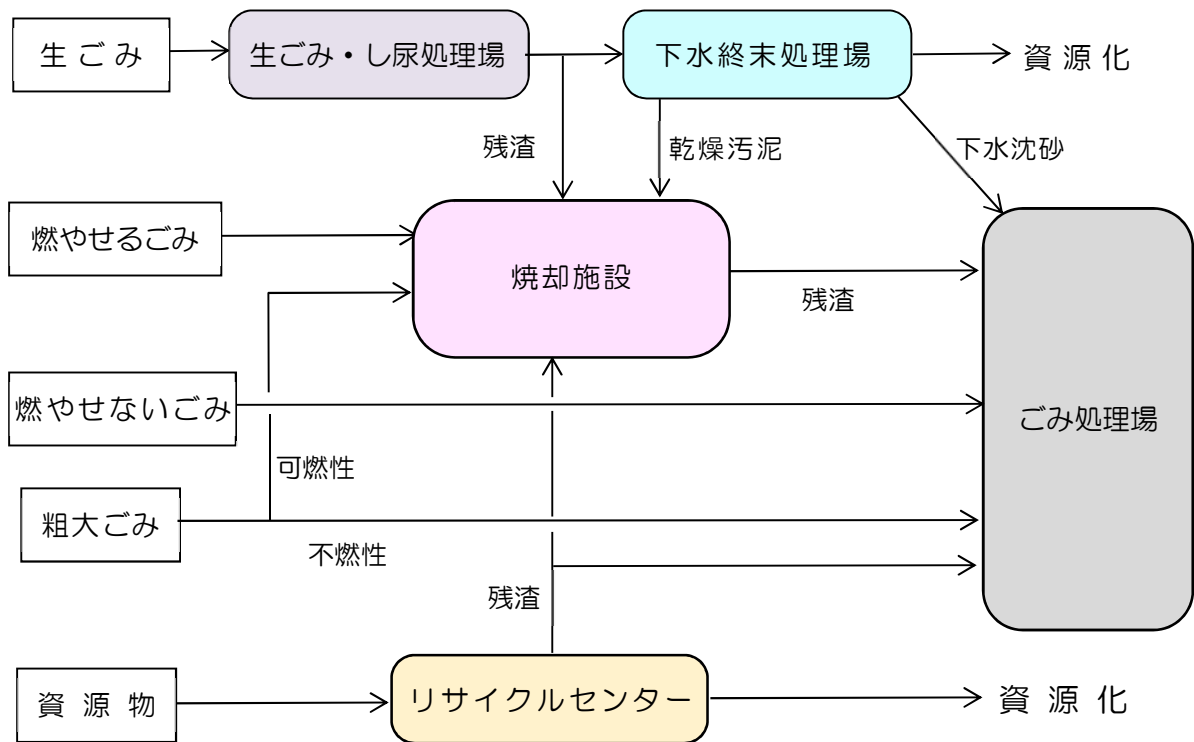 生ごみ
生ごみ・し尿処理場
下水終末処理場
資源化
残渣
乾燥汚泥
下水沈砂
燃やせるごみ
焼却施設
残渣
燃やせないごみ
ごみ処理場
可燃性
粗大ごみ
不燃性
残渣
資源物
リサイクルセンター
資源化